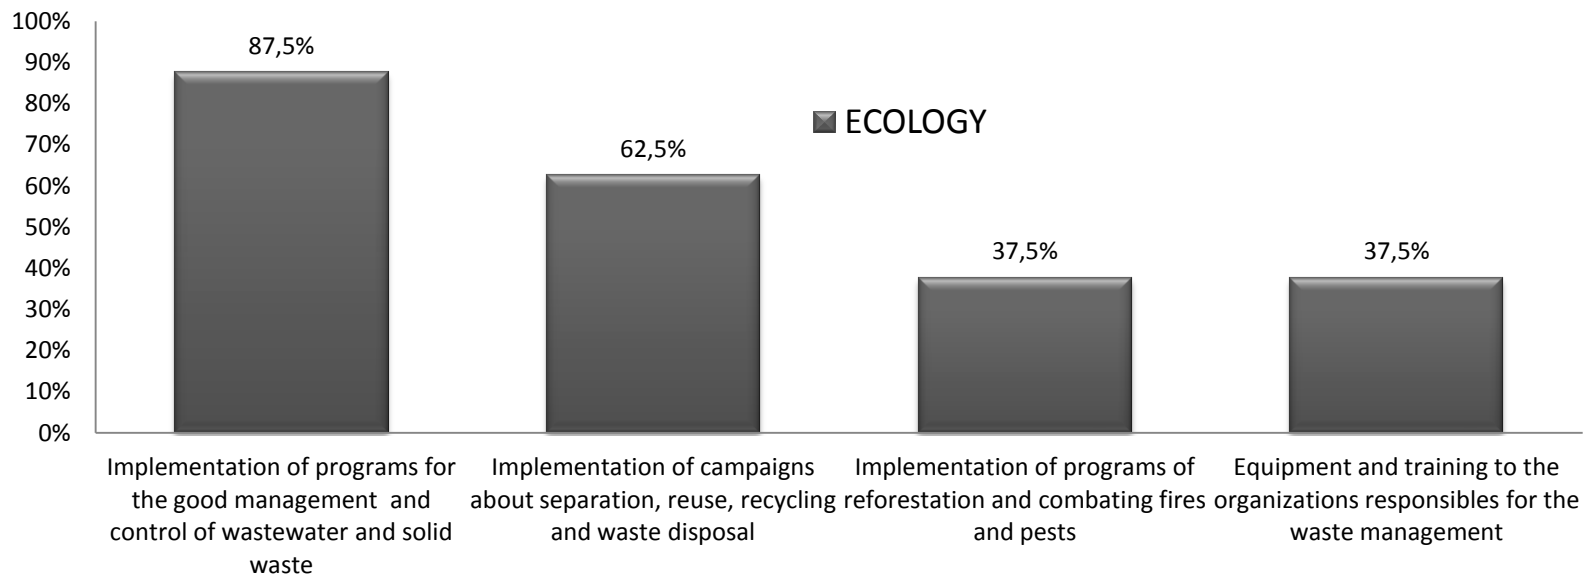 100%
90%
80%
70%
60%
50%
40%
30%
20%
10%
0%
87,5%
62,5%
37,5%
37,5%
ECOLOGY
Implementation of programs for
the good management and
control of wastewater and solid
waste
Implementation of campaigns
about separation, reuse, recycling
and waste disposal
Implementation of programs of
reforestation and combating fires
and pests
Equipment and training to the
organizations responsibles for the
waste management